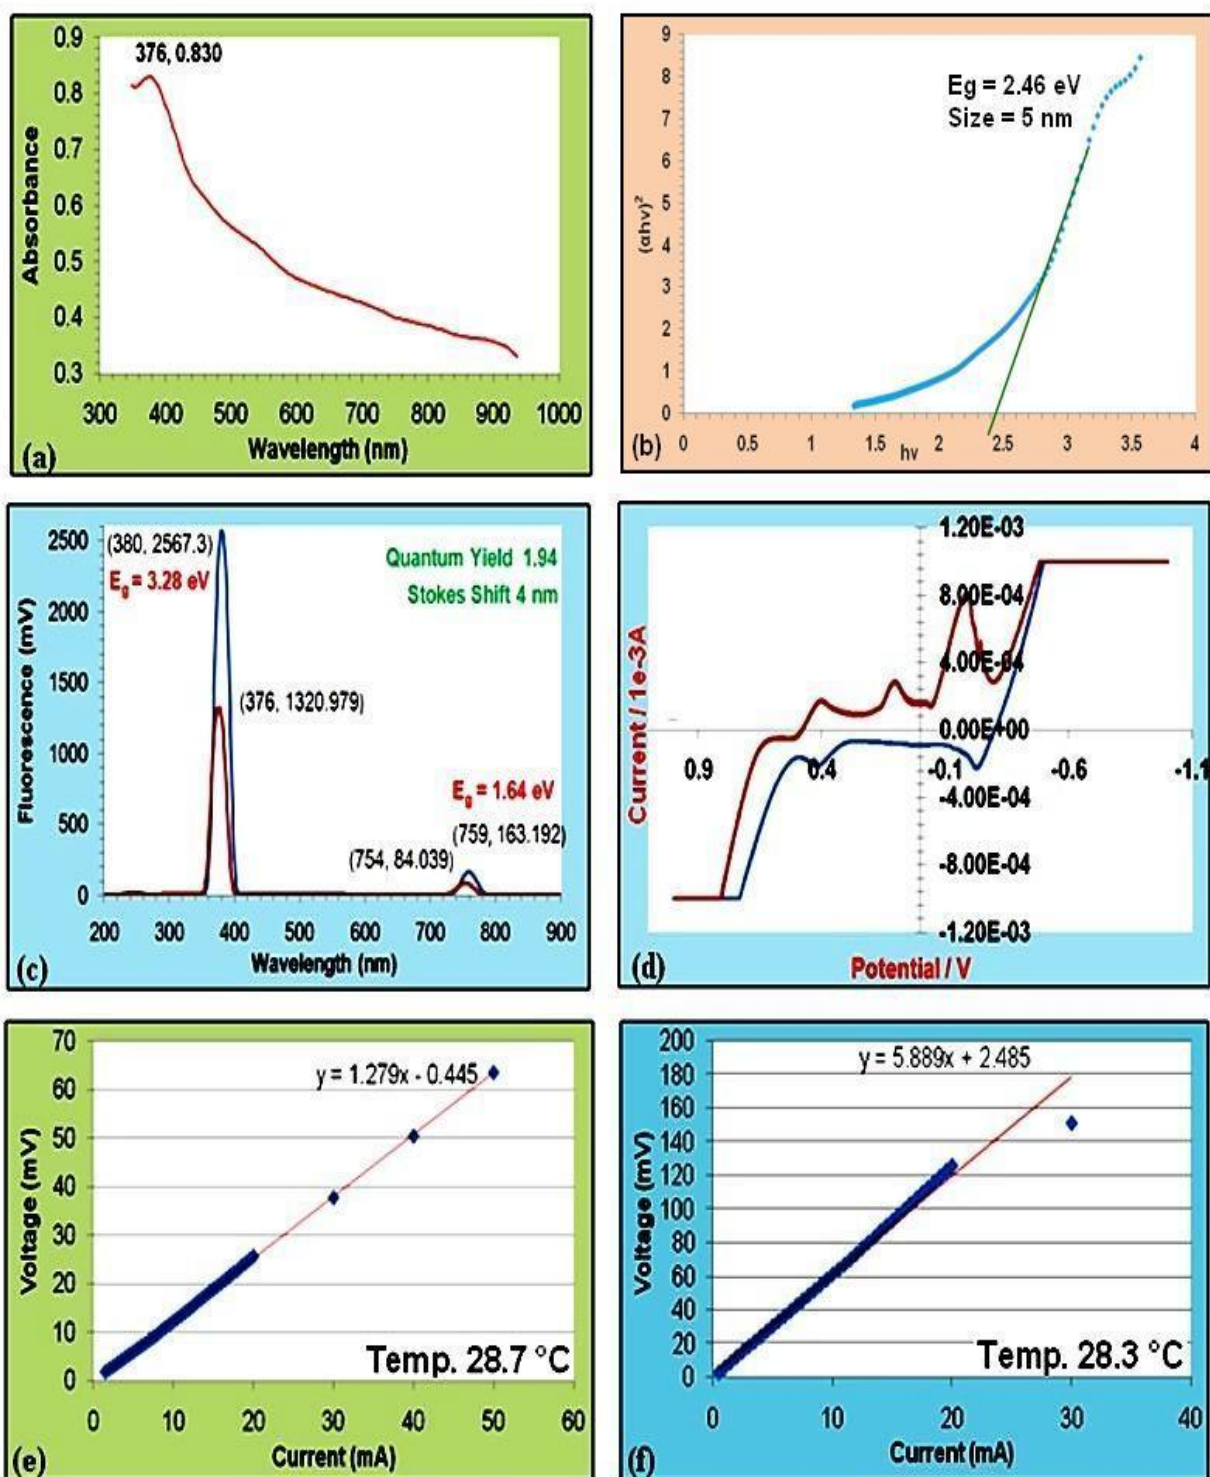 0.9
0.8
0.7
0.6
0.5
0.4
0.3
Absorbance
376, 0.830
300 400 500 600 700 800 900 1000
Wavelength (nm)
(a)
9
8
7
6
5
4
3
2
1
0
(αhν)²
Eg = 2.46 eV
Size = 5 nm
0 0.5 1 1.5 2 2.5 3 3.5 4
hν
(b)
2500
2000
1500
1000
500
0
Fluorescence (mV)
(380, 2567.3)
Eg = 3.28 eV
Quantum Yield 1.94
Stokes Shift 4 nm
(376, 1320.979)
Eg = 1.64 eV
(759, 163.192)
(754, 84.039)
200 300 400 500 600 700 800 900
Wavelength (nm)
(c)
1.20E-03
8.00E-04
4.00E-04
0.00E+00
-4.00E-04
-8.00E-04
-1.20E-03
Current / 1e-3A
0.9 0.4 -0.1 -0.6 -1.1
Potential / V
(d)
70
60
50
40
30
20
10
0
Voltage (mV)
y = 1.279x - 0.445
Temp. 28.7 °C
0 10 20 30 40 50 60
Current (mA)
(e)
200
180
160
140
120
100
80
60
40
20
0
Voltage (mV)
y = 5.889x + 2.485
Temp. 28.3 °C
0 10 20 30 40
Current (mA)
(f)